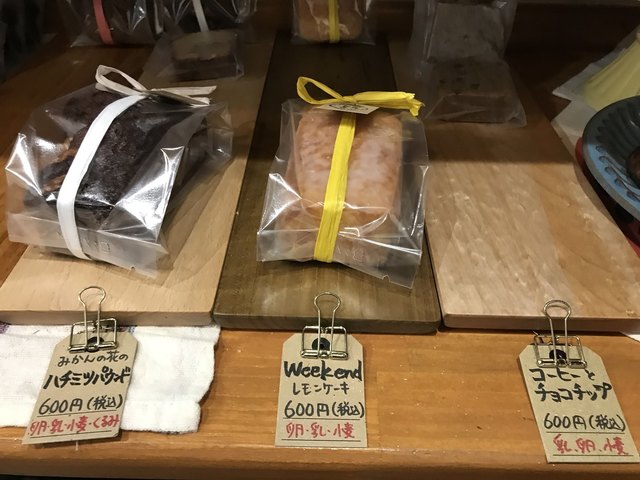 みかんの花の
ハチミツパウンド
600円(税込)
卵・乳・小麦・くるみ
Weekend
レモンケーキ
600円(税込)
卵・乳・小麦
コーヒーと
チョコチップ
600円(税込)
乳・卵・小麦